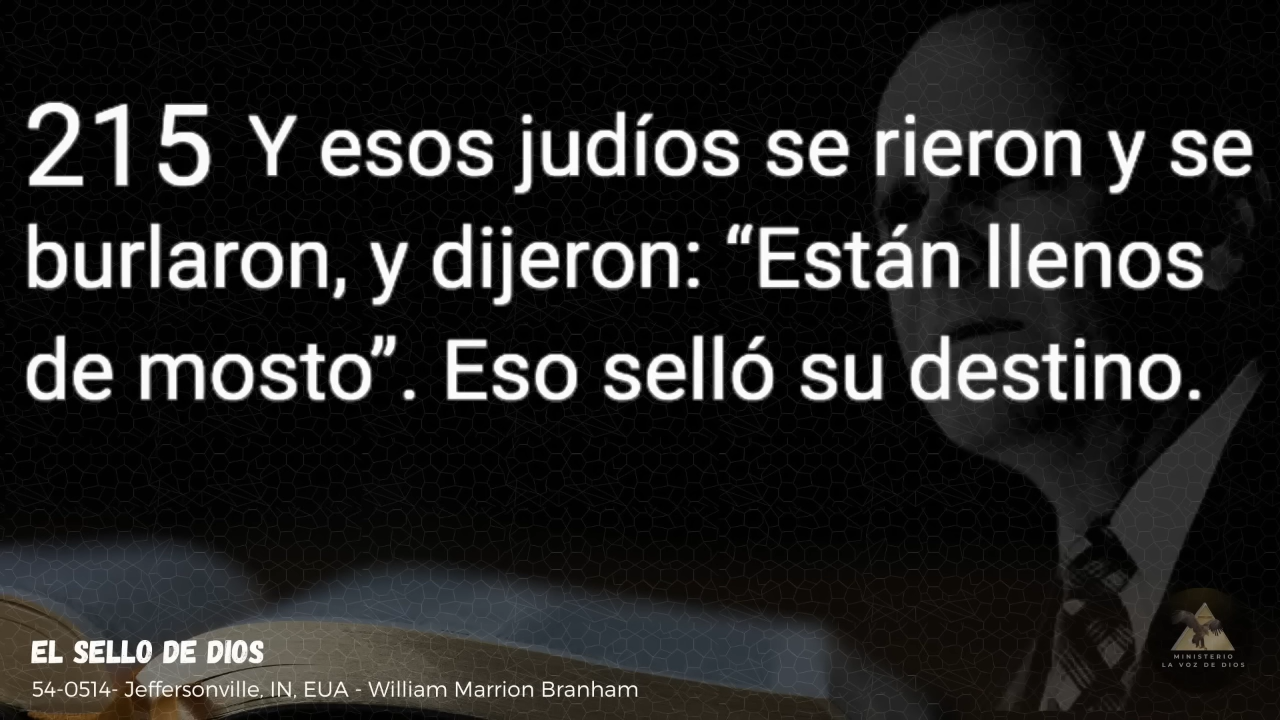 215 Y esos judíos se rieron y se
burlaron, y dijeron: “Están llenos
de mosto”. Eso selló su destino.
EL SELLO DE DIOS
54-0514- Jeffersonville, IN, EUA - William Marrion Branham
MINISTERIO
LA VOZ DE DIOS